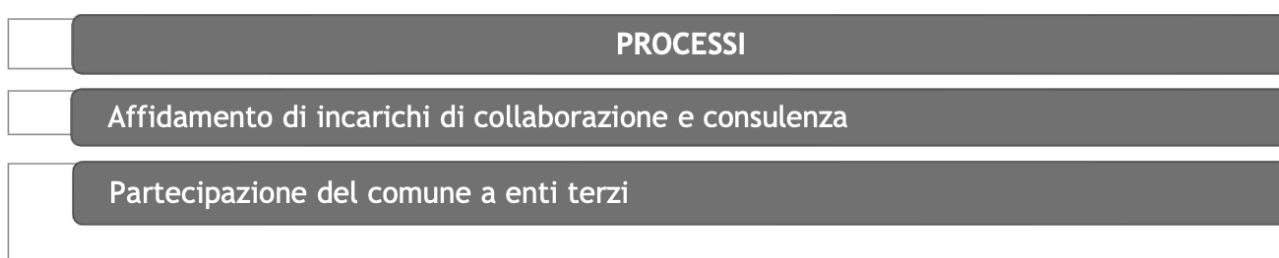 PROCESSI
Affidamento di incarichi di collaborazione e consulenza
Partecipazione del comune a enti terzi